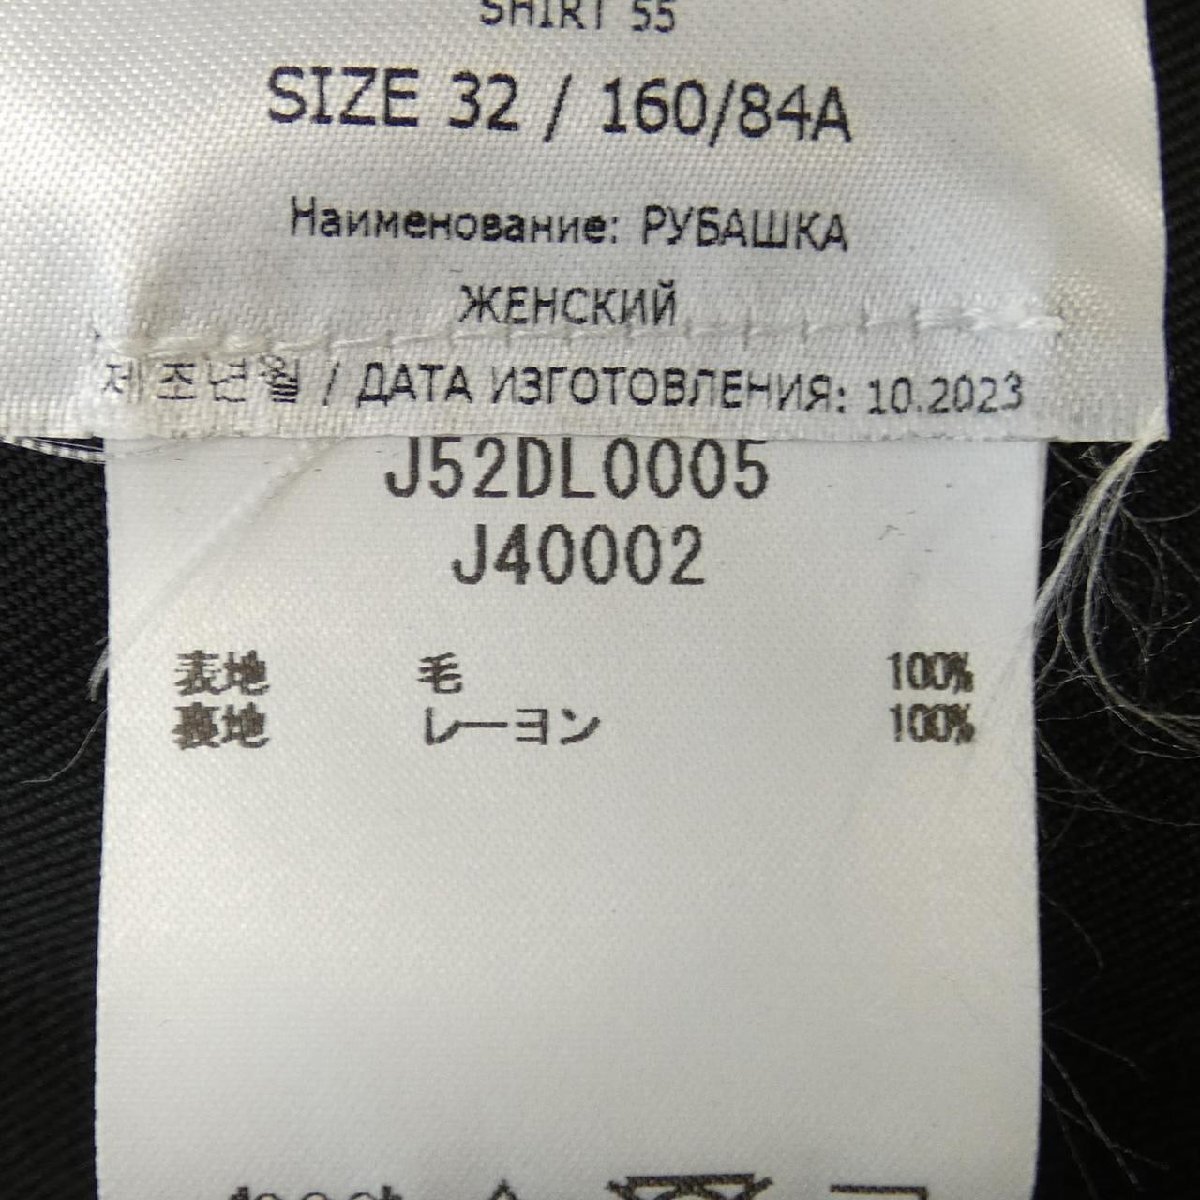 SHIRT 55
SIZE 32 / 160/84A
Наименование: РУБАШКА
ЖЕНСКИЙ
제조년월 / ДАТА ИЗГОТОВЛЕНИЯ: 10.2023
J52DL0005
J40002
表地 毛 100%
裏地 レーヨン 100%